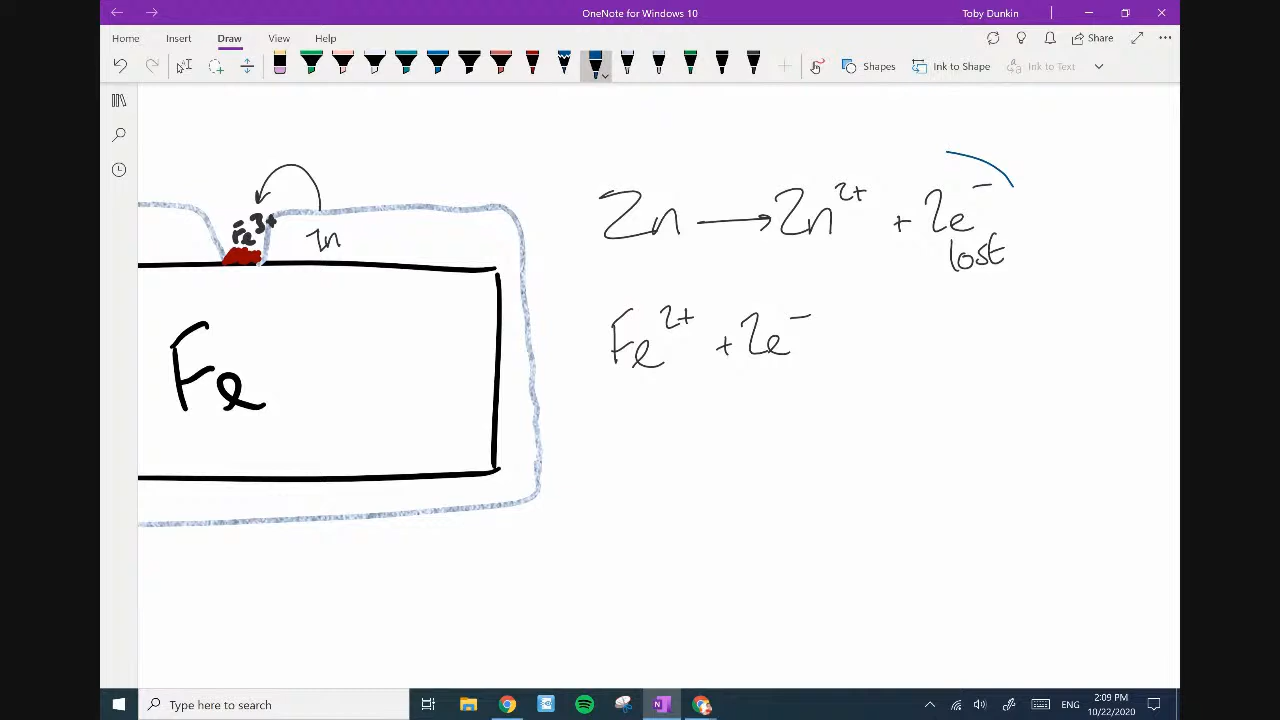 OneNote for Windows 10
Toby Dunkin
Home Insert Draw View Help
Share
Shapes
Ink to Shape
Ink to Text
Fe3+
Zn
Zn → Zn2+ + 2e−
lost
Fe2+ + 2e−
Fe
Type here to search
ENG
2:09 PM
10/22/2020